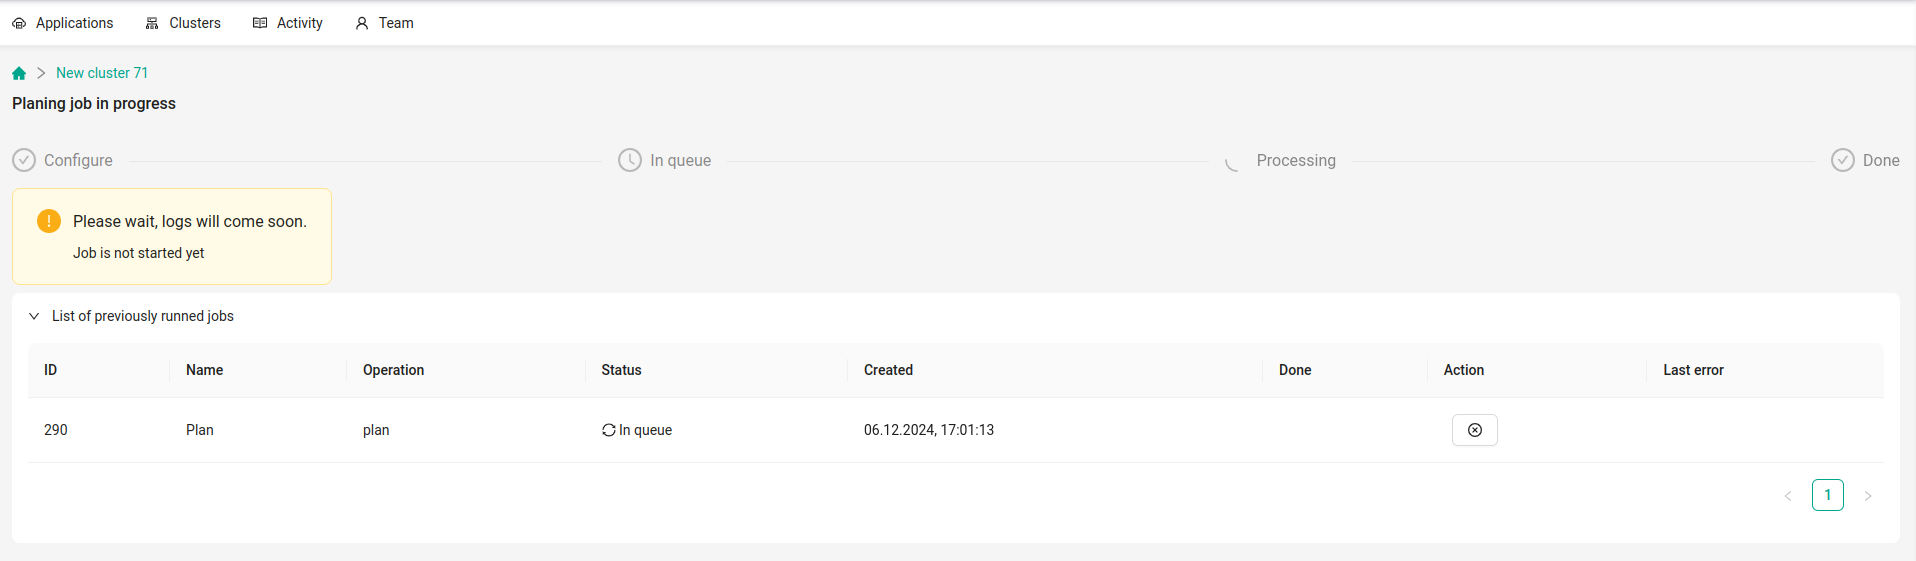 Applications Clusters Activity Team
New cluster 71
Planing job in progress
Configure In queue Processing Done
Please wait, logs will come soon.
Job is not started yet
List of previously runned jobs
ID Name Operation Status Created Done Action Last error
290 Plan plan In queue 06.12.2024, 17:01:13
1